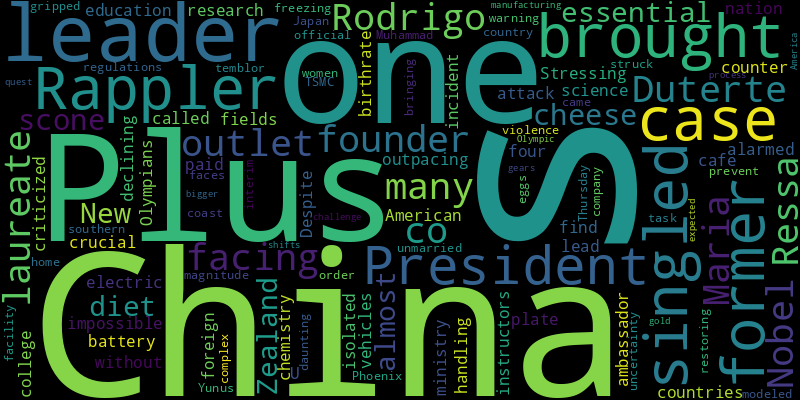 gripped
education
research
freezing
manufacturing
warning
essential
nation
leader
one
Rodrigo
brought
Japan
official
Muhammad
country
America
regulations
temblor
Rappler
women
TSMC
birthrate
bringing
incident
Stressing
struck
process
counter
quest
attack
science
came
Duterte
scone
called
fields
cheese
case
laureate
criticized
declining
Olympians
outlet
founder
violence
Olympic
Plus
S
paid
faces
outpacing
four
gears
cafe
alarmed
prevent
singled
former
Maria
Ressa
bigger
interim
Despite
many
eggs
Thursday
company
New
coast
challenge
American
co
find
task
expected
southern
crucial
shifts
unmarried
lead
home
facing
order
President
China
magnitude
electric
diet
Zealand
chemistry
U
daunting
isolated
vehicles
almost
ministry
handling
instructors
plate
ambassador
uncertainty
gold
restoring
Nobel
facility
college
impossible
battery
without
foreign
complex
Yunus
Phoenix
countries
modeled